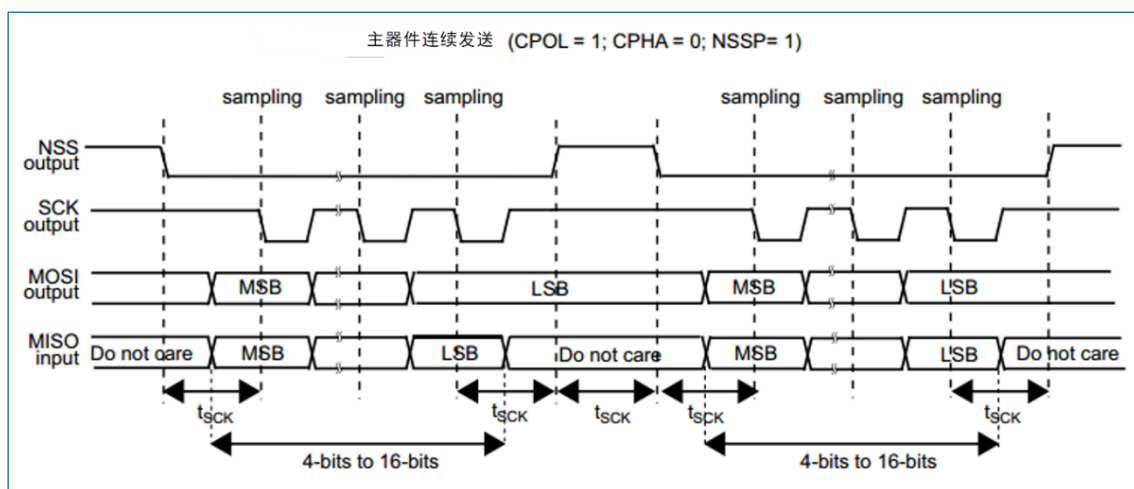 主器件连续发送 (CPOL = 1; CPHA = 0; NSSP= 1)
sampling sampling sampling sampling sampling sampling
NSS
output
SCK
output
MOSI
output
MSB LSB MSB LSB
MISO
input
Do not care MSB LSB Do not care MSB LSB Do not care
tSCK tSCK tSCK tSCK tSCK
4-bits to 16-bits 4-bits to 16-bits